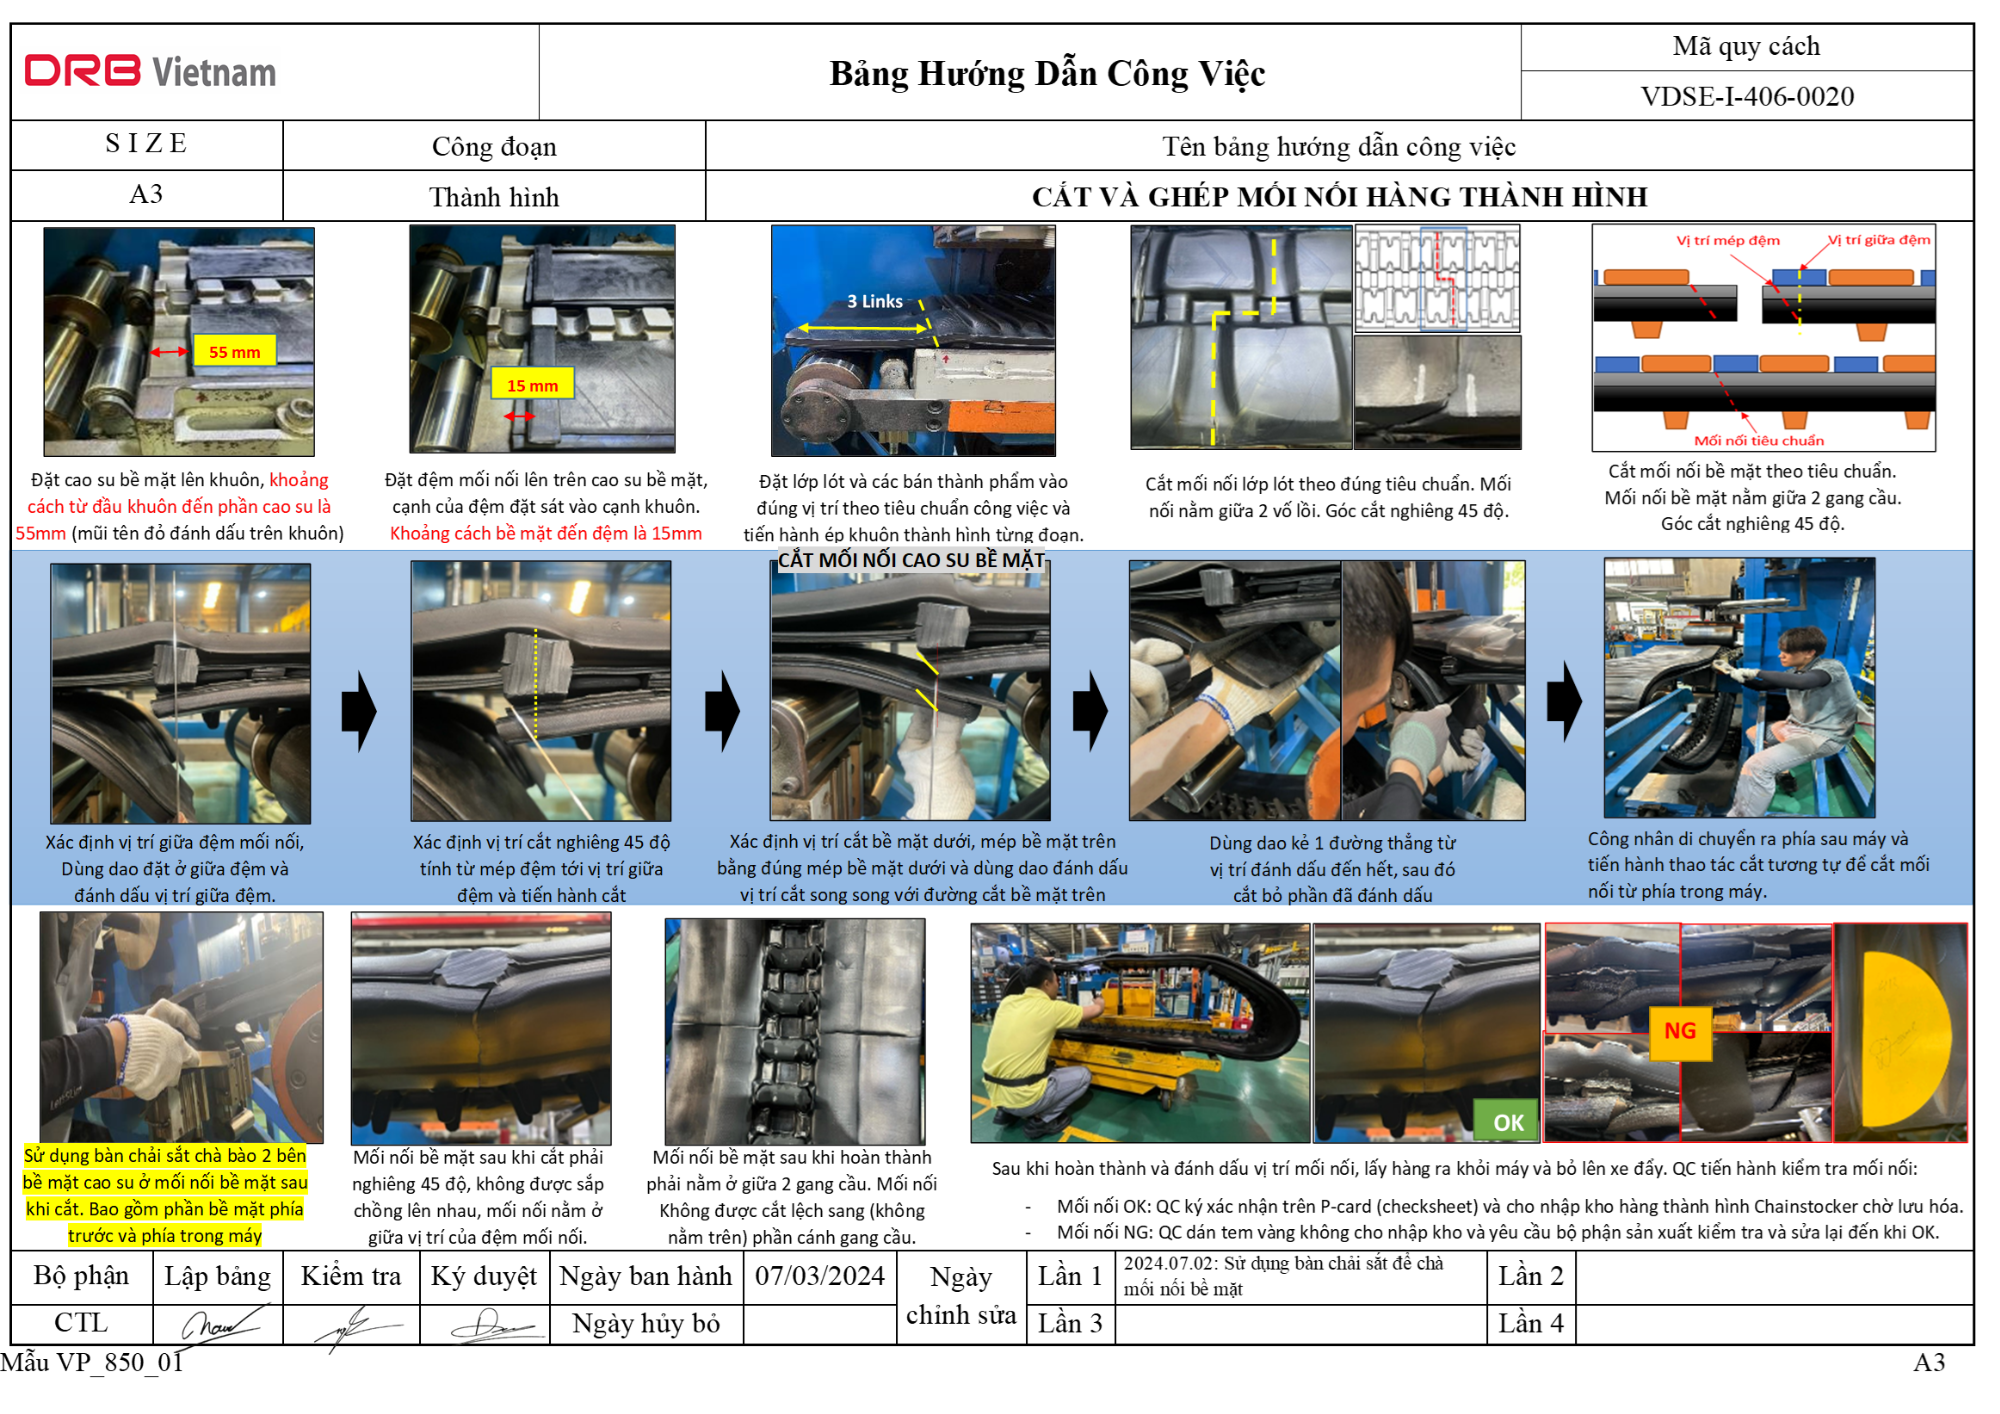 DRB Vietnam
Bảng Hướng Dẫn Công Việc
Mã quy cách
VDSE-I-406-0020
SIZE
Công đoạn
Tên bảng hướng dẫn công việc
A3
Thành hình
CẮT VÀ GHÉP MỐI NỐI HÀNG THÀNH HÌNH
55 mm
15 mm
3 Links
Vị trí mép đệm
Vị trí giữa đệm
Mối nối tiêu chuẩn
Đặt cao su bề mặt lên khuôn, khoảng
cách từ đầu khuôn đến phần cao su là
55mm (mũi tên đỏ đánh dấu trên khuôn)
Đặt đệm mối nối lên trên cao su bề mặt,
cạnh của đệm đặt sát vào cạnh khuôn.
Khoảng cách bề mặt đến đệm là 15mm
Đặt lớp lót và các bán thành phẩm vào
đúng vị trí theo tiêu chuẩn công việc và
tiến hành ép khuôn thành hình từng đoạn.
Cắt mối nối lớp lót theo đúng tiêu chuẩn. Mối
nối nằm giữa 2 vố lồi. Góc cắt nghiêng 45 độ.
Cắt mối nối bề mặt theo tiêu chuẩn.
Mối nối bề mặt nằm giữa 2 gang cầu.
Góc cắt nghiêng 45 độ.
CẮT MỐI NỐI CAO SU BỀ MẶT
Xác định vị trí giữa đệm mối nối,
Dùng dao đặt ở giữa đệm và
đánh dấu vị trí giữa đệm.
Xác định vị trí cắt nghiêng 45 độ
tính từ mép đệm tới vị trí giữa
đệm và tiến hành cắt
Xác định vị trí cắt bề mặt dưới, mép bề mặt trên
bằng đúng mép bề mặt dưới và dùng dao đánh dấu
vị trí cắt song song với đường cắt bề mặt trên
Dùng dao kẻ 1 đường thẳng từ
vị trí đánh dấu đến hết, sau đó
cắt bỏ phần đã đánh dấu
Công nhân di chuyển ra phía sau máy và
tiến hành thao tác cắt tương tự để cắt mối
nối từ phía trong máy.
OK
NG
Sử dụng bàn chải sắt chà bào 2 bên
bề mặt cao su ở mối nối bề mặt sau
khi cắt. Bao gồm phần bề mặt phía
trước và phía trong máy
Mối nối bề mặt sau khi cắt phải
nghiêng 45 độ, không được sắp
chồng lên nhau, mối nối nằm ở
giữa vị trí của đệm mối nối.
Mối nối bề mặt sau khi hoàn thành
phải nằm ở giữa 2 gang cầu. Mối nối
Không được cắt lệch sang (không
nằm trên) phần cánh gang cầu.
Sau khi hoàn thành và đánh dấu vị trí mối nối, lấy hàng ra khỏi máy và bỏ lên xe đẩy. QC tiến hành kiểm tra mối nối:
- Mối nối OK: QC ký xác nhận trên P-card (checksheet) và cho nhập kho hàng thành hình Chainstocker chờ lưu hóa.
- Mối nối NG: QC dán tem vàng không cho nhập kho và yêu cầu bộ phận sản xuất kiểm tra và sửa lại đến khi OK.
Bộ phận
Lập bảng
Kiểm tra
Ký duyệt
Ngày ban hành
07/03/2024
Ngày
chỉnh sửa
Lần 1
2024.07.02: Sử dụng bàn chải sắt để chà
mối nối bề mặt
Lần 2
CTL
Ngày hủy bỏ
Lần 3
Lần 4
Mẫu VP_850_01
A3